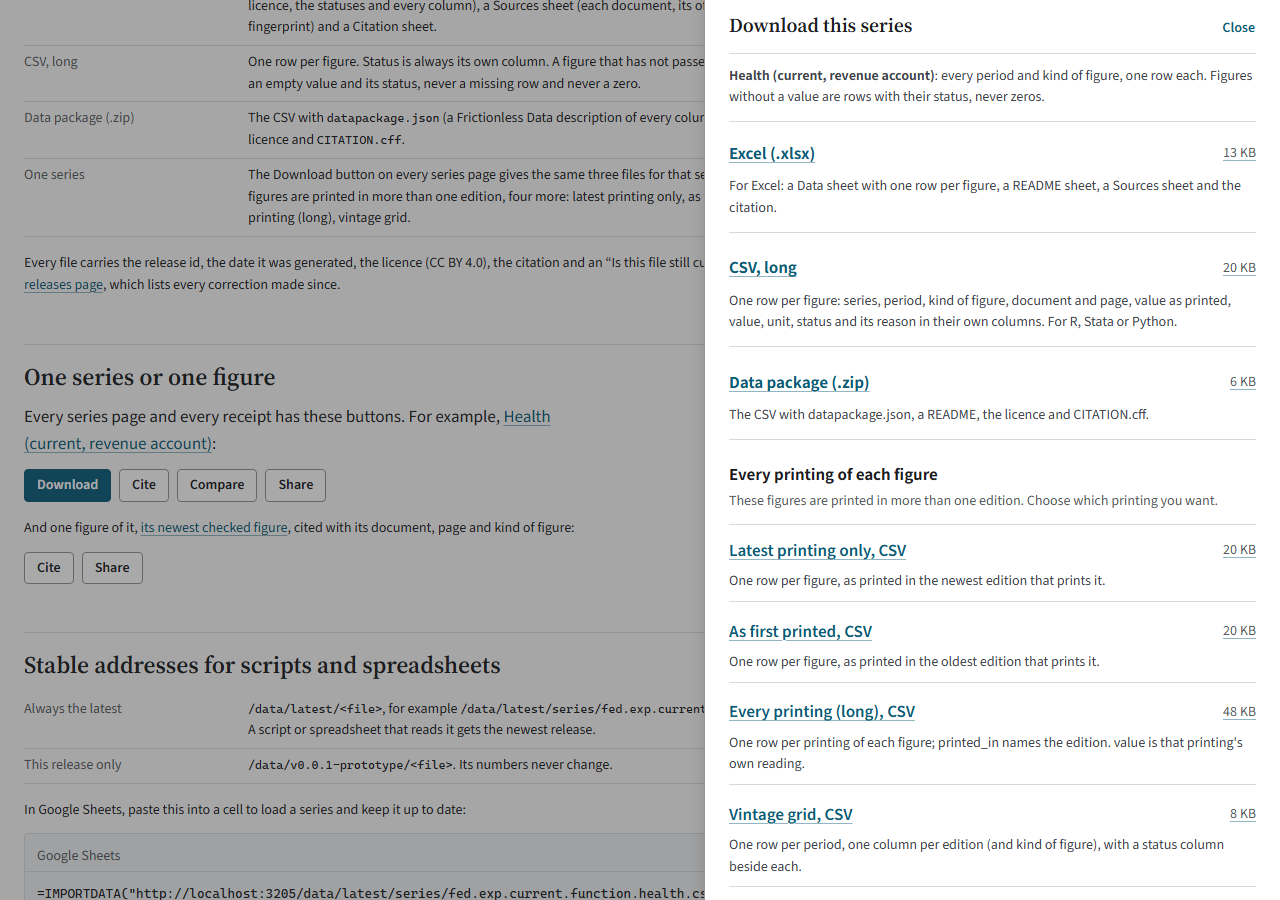 licence, the statuses and every column), a Sources sheet (each document, its
fingerprint) and a Citation sheet.
CSV, long
One row per figure. Status is always its own column. A figure that has not passe
an empty value and its status, never a missing row and never a zero.
Data package (.zip)
The CSV with datapackage.json (a Frictionless Data description of every colu
licence and CITATION.cff.
One series
The Download button on every series page gives the same three files for that se
figures are printed in more than one edition, four more: latest printing only, as
printing (long), vintage grid.
Every file carries the release id, the date it was generated, the licence (CC BY 4.0), the citation and an “Is this file still cu
releases page, which lists every correction made since.
One series or one figure
Every series page and every receipt has these buttons. For example, Health
(current, revenue account):
Download
Cite
Compare
Share
And one figure of it, its newest checked figure, cited with its document, page and kind of figure:
Cite
Share
Stable addresses for scripts and spreadsheets
Always the latest
/data/latest/<file>, for example /data/latest/series/fed.exp.current
A script or spreadsheet that reads it gets the newest release.
This release only
/data/v0.0.1-prototype/<file>. Its numbers never change.
In Google Sheets, paste this into a cell to load a series and keep it up to date:
Google Sheets
=IMPORTDATA("http://localhost:3205/data/latest/series/fed.exp.current.function.health.cs
Download this series
Close
Health (current, revenue account): every period and kind of figure, one row each. Figures
without a value are rows with their status, never zeros.
Excel (.xlsx)
13 KB
For Excel: a Data sheet with one row per figure, a README sheet, a Sources sheet and the
citation.
CSV, long
20 KB
One row per figure: series, period, kind of figure, document and page, value as printed,
value, unit, status and its reason in their own columns. For R, Stata or Python.
Data package (.zip)
6 KB
The CSV with datapackage.json, a README, the licence and CITATION.cff.
Every printing of each figure
These figures are printed in more than one edition. Choose which printing you want.
Latest printing only, CSV
20 KB
One row per figure, as printed in the newest edition that prints it.
As first printed, CSV
20 KB
One row per figure, as printed in the oldest edition that prints it.
Every printing (long), CSV
48 KB
One row per printing of each figure; printed_in names the edition. value is that printing's
own reading.
Vintage grid, CSV
8 KB
One row per period, one column per edition (and kind of figure), with a status column
beside each.